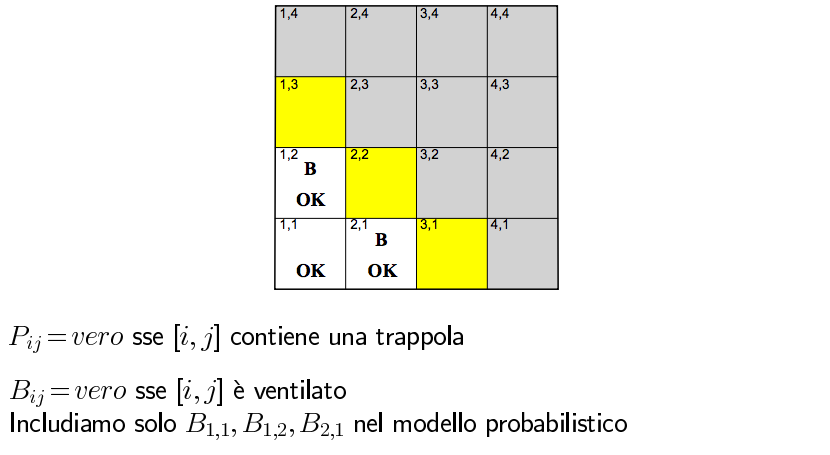 1,4 2,4 3,4 4,4
1,3 2,3 3,3 4,3
1,2 2,2 3,2 4,2
B
OK
1,1 2,1 3,1 4,1
B
OK OK
P_{ij} = vero sse [i, j] contiene una trappola
B_{ij} = vero sse [i, j] è ventilato
Includiamo solo B_{1,1}, B_{1,2}, B_{2,1} nel modello probabilistico